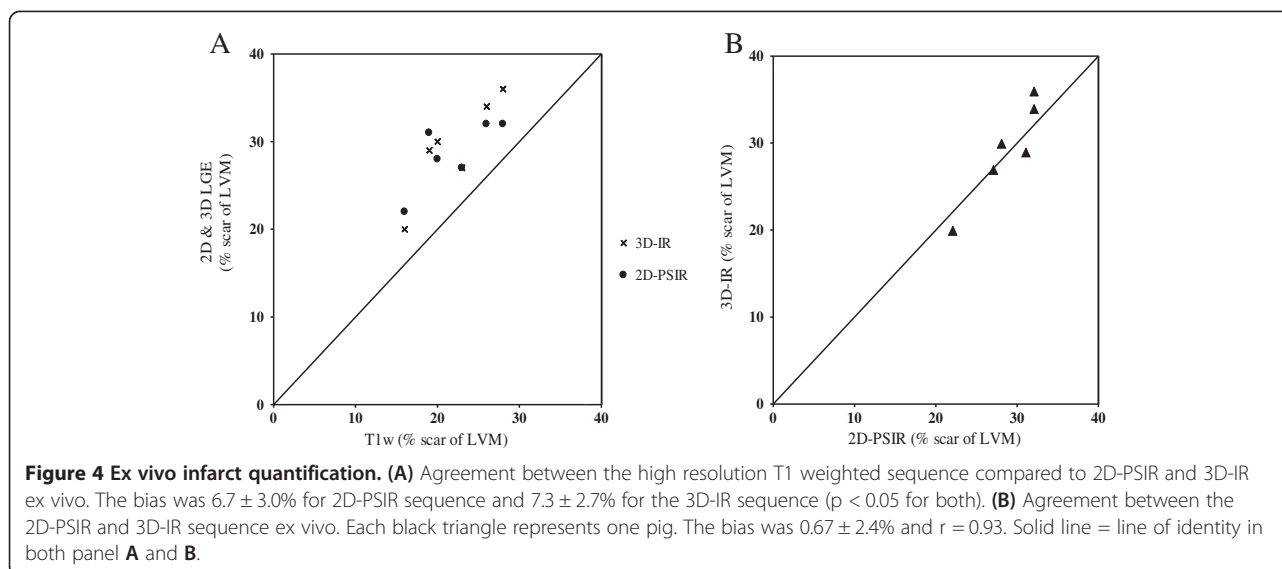 A
B
40
30
20
10
0
2D & 3D LGE
(% scar of LVM)
0 10 20 30 40
T1w (% scar of LVM)
3D-IR
2D-PSIR
40
30
20
10
0
3D-IR (% scar of LVM)
0 10 20 30 40
2D-PSIR (% scar of LVM)
Figure 4 Ex vivo infarct quantification. (A) Agreement between the high resolution T1 weighted sequence compared to 2D-PSIR and 3D-IR
ex vivo. The bias was 6.7 ± 3.0% for 2D-PSIR sequence and 7.3 ± 2.7% for the 3D-IR sequence (p < 0.05 for both). (B) Agreement between the
2D-PSIR and 3D-IR sequence ex vivo. Each black triangle represents one pig. The bias was 0.67 ± 2.4% and r = 0.93. Solid line = line of identity in
both panel A and B.